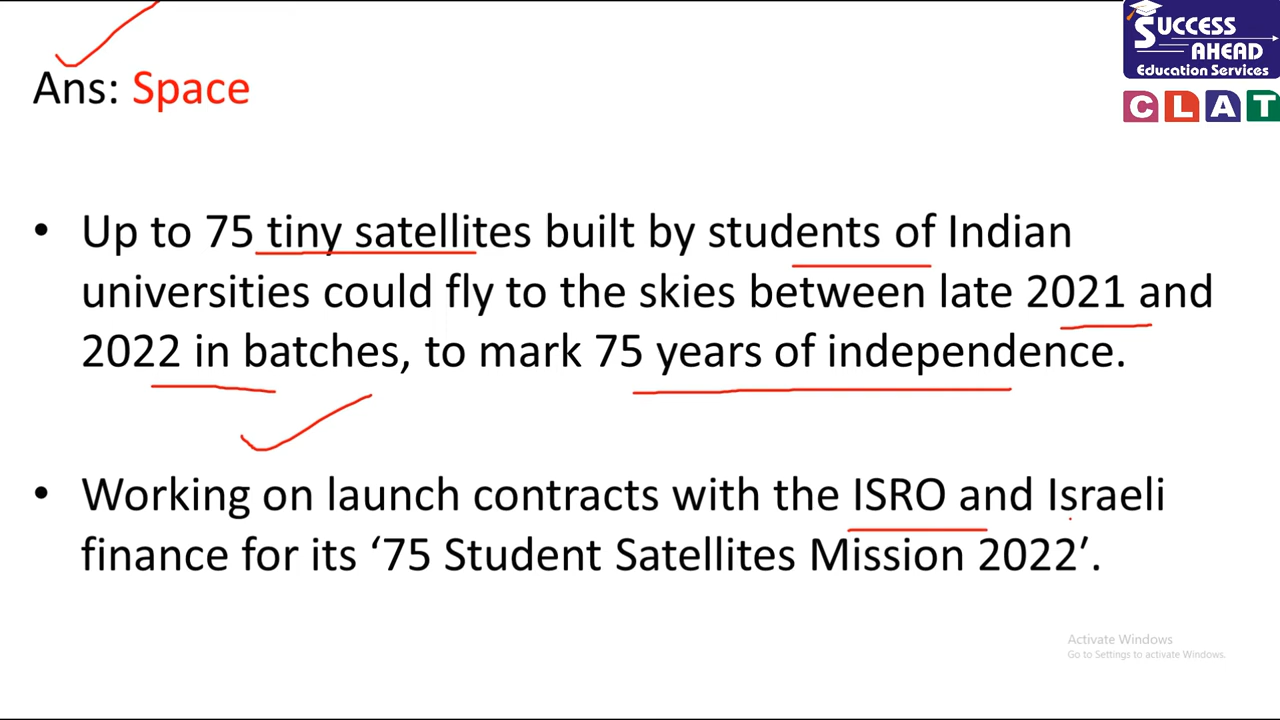 SUCCESS
AHEAD
Education Services
CLAT
Ans: Space
• Up to 75 tiny satellites built by students of Indian
universities could fly to the skies between late 2021 and
2022 in batches, to mark 75 years of independence.
• Working on launch contracts with the ISRO and Israeli
finance for its ‘75 Student Satellites Mission 2022’.
Activate Windows
Go to Settings to activate Windows.